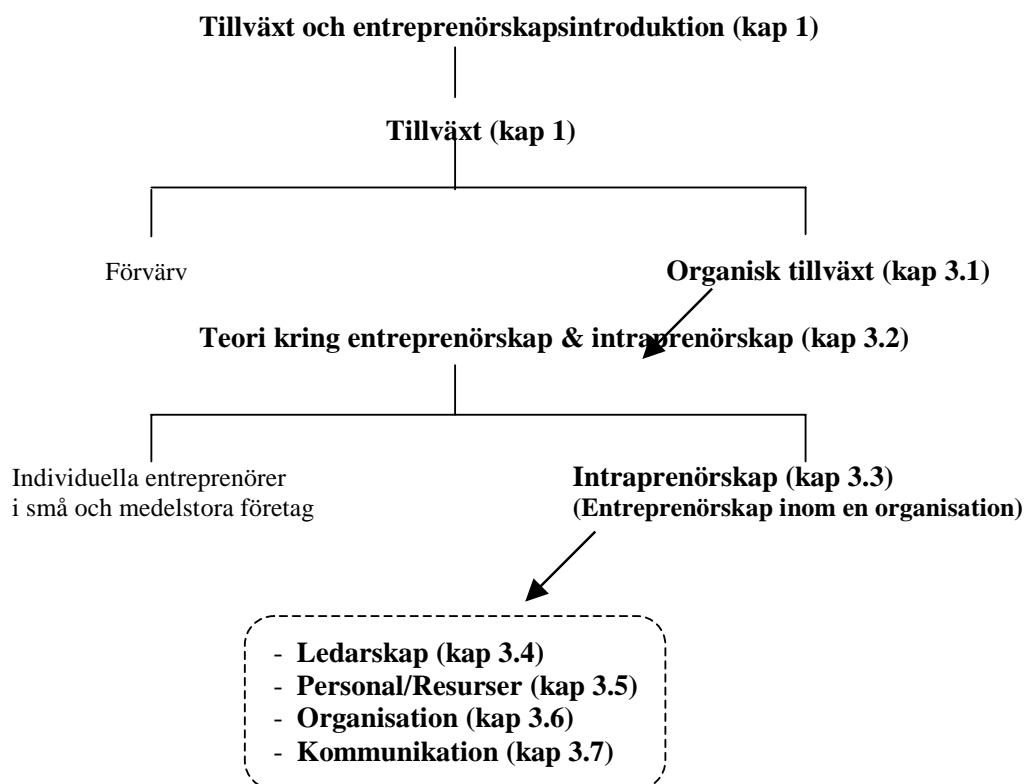 Tillväxt och entreprenörskapsintroduktion (kap 1)
Tillväxt (kap 1)
Förvärv
Organisk tillväxt (kap 3.1)
Teori kring entreprenörskap & intraprenörskap (kap 3.2)
Individuella entreprenörer
i små och medelstora företag
Intraprenörskap (kap 3.3)
(Entreprenörskap inom en organisation)
- Ledarskap (kap 3.4)
- Personal/Resurser (kap 3.5)
- Organisation (kap 3.6)
- Kommunikation (kap 3.7)